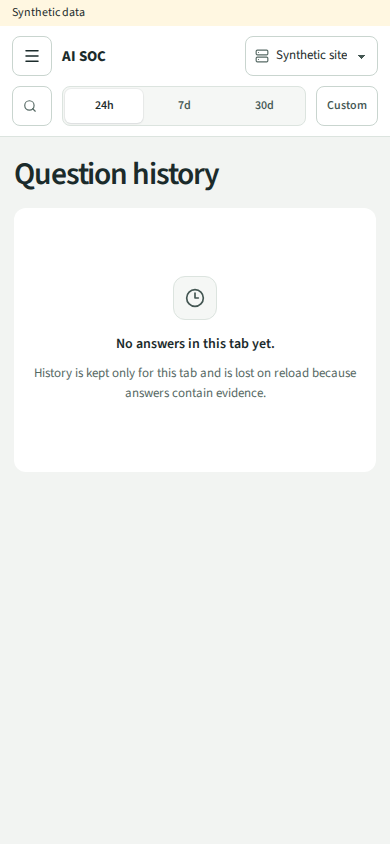 Synthetic data
AI SOC
Synthetic site
24h
7d
30d
Custom
Question history
No answers in this tab yet.
History is kept only for this tab and is lost on reload because
answers contain evidence.